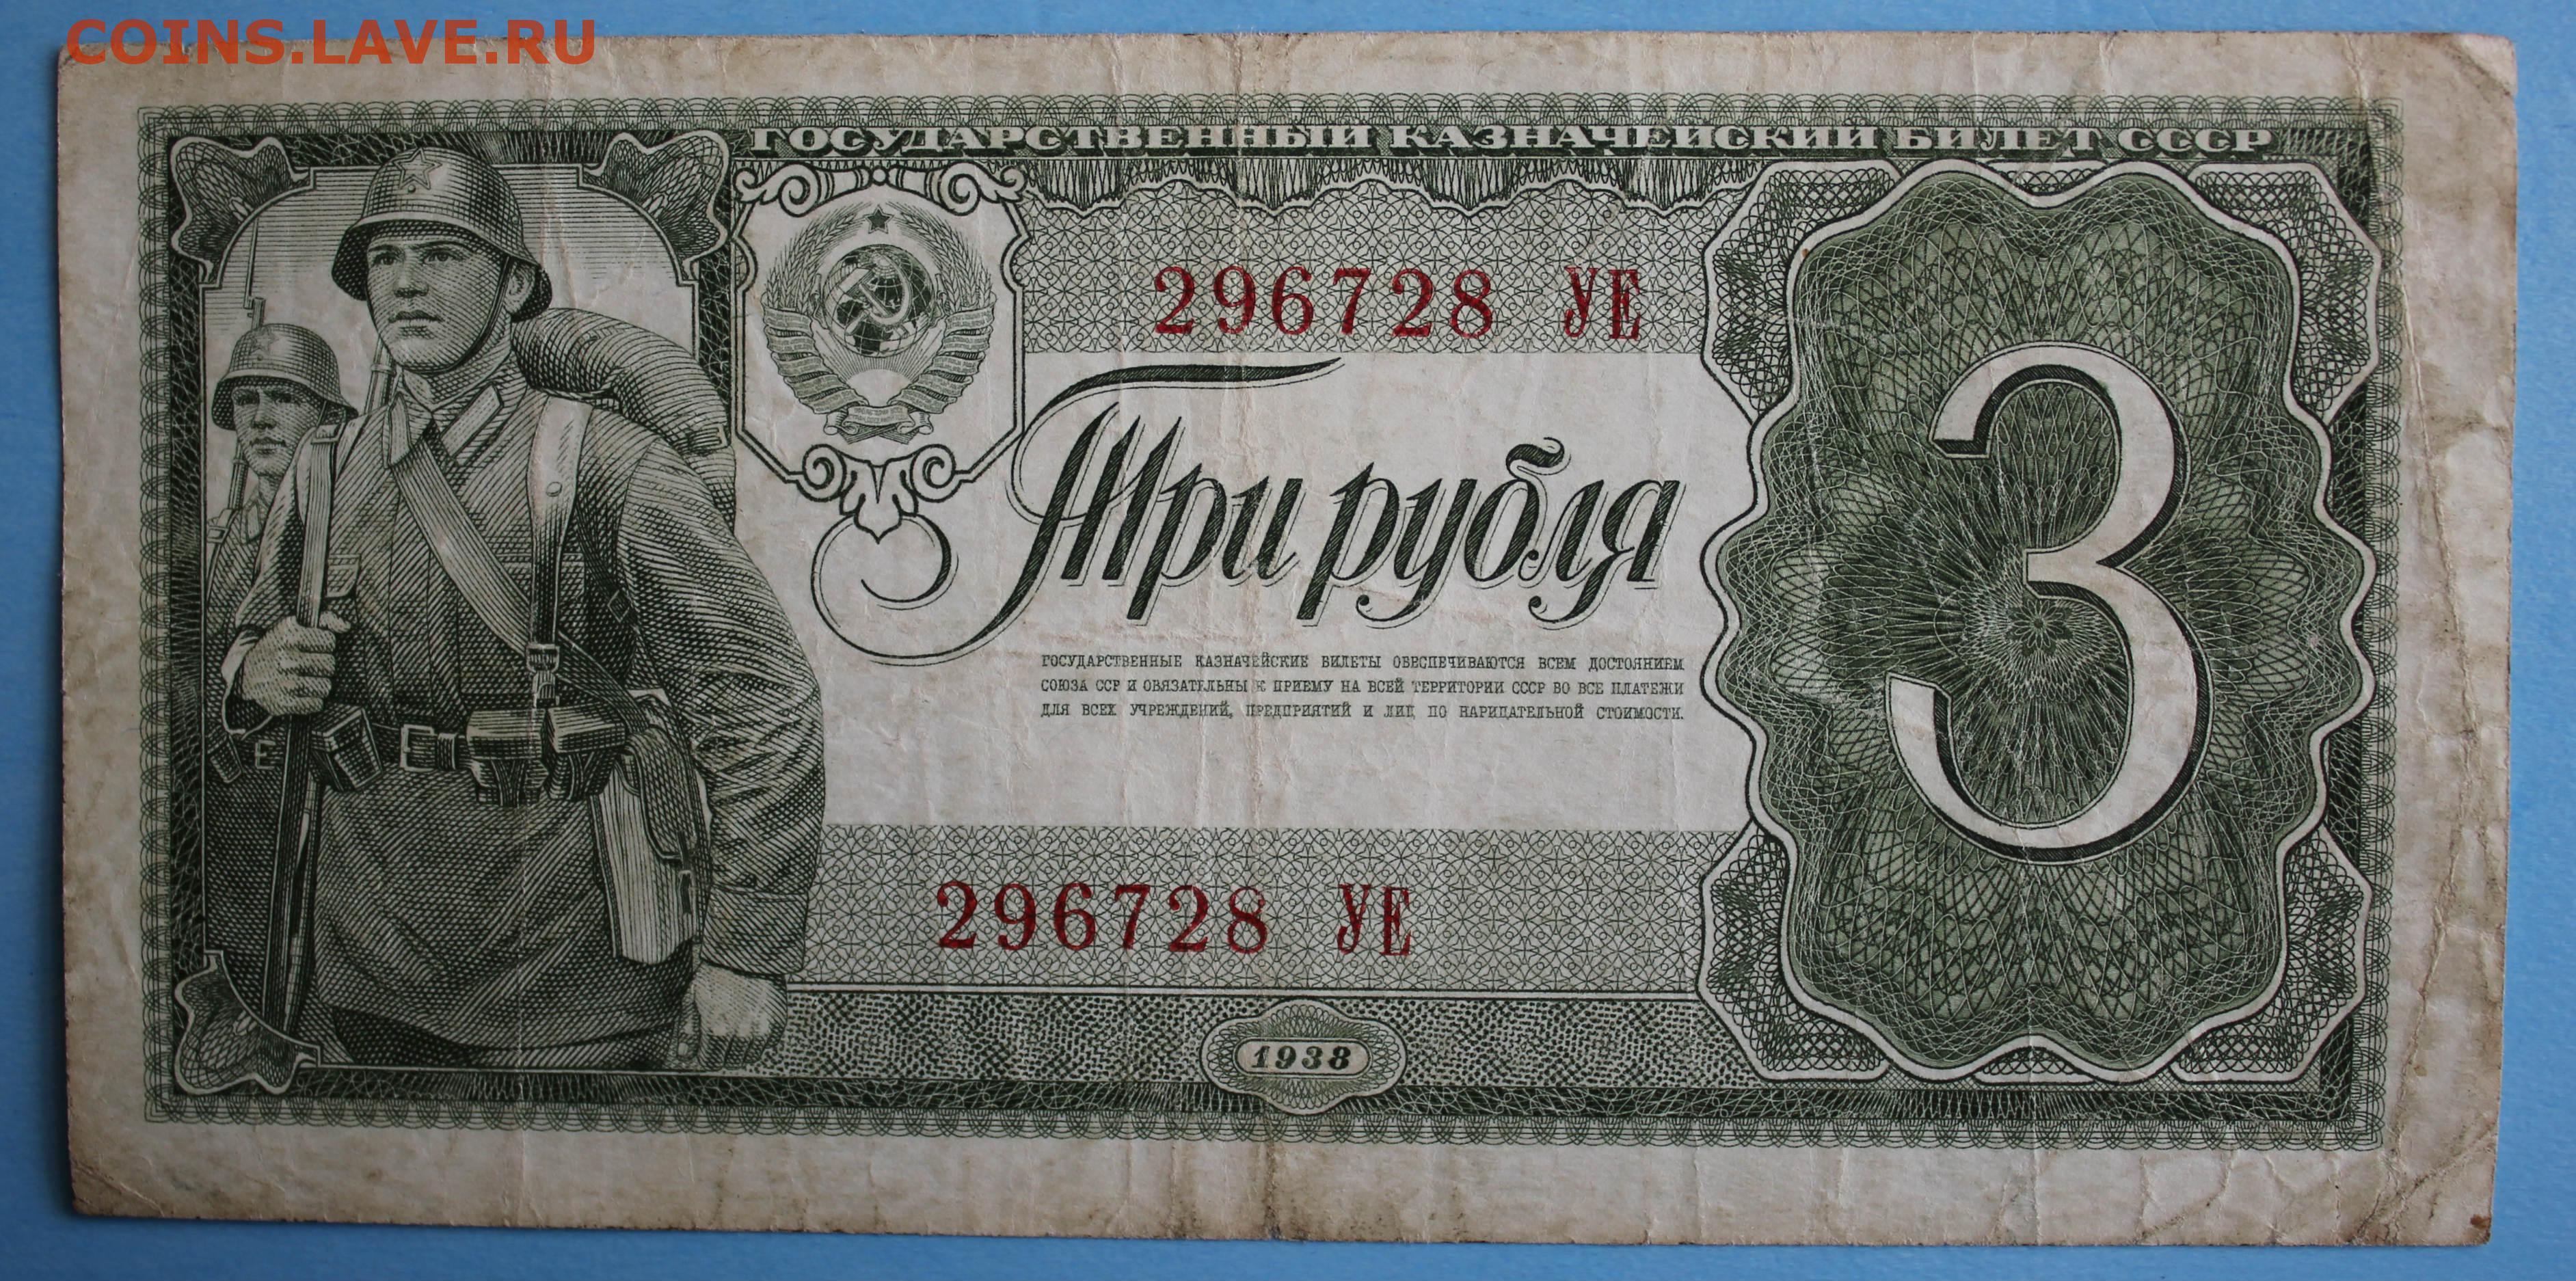 COINS.LAVE.RU
ГОСУДАРСТВЕННЫЙ КАЗНАЧЕЙСКИЙ БИЛЕТ СССР
296728 УЕ
Три рубля
3
ГОСУДАРСТВЕННЫЕ КАЗНАЧЕЙСКИЕ БИЛЕТЫ ОБЕСПЕЧИВАЮТСЯ ВСЕМ ДОСТОЯНИЕМ
СОЮЗА ССР И ОБЯЗАТЕЛЬНЫ К ПРИЕМУ НА ВСЕЙ ТЕРРИТОРИИ СССР ВО ВСЕ ПЛАТЕЖИ
ДЛЯ ВСЕХ УЧРЕЖДЕНИЙ, ПРЕДПРИЯТИЙ И ЛИЦ ПО НАРИЦАТЕЛЬНОЙ СТОИМОСТИ.
296728 УЕ
1938